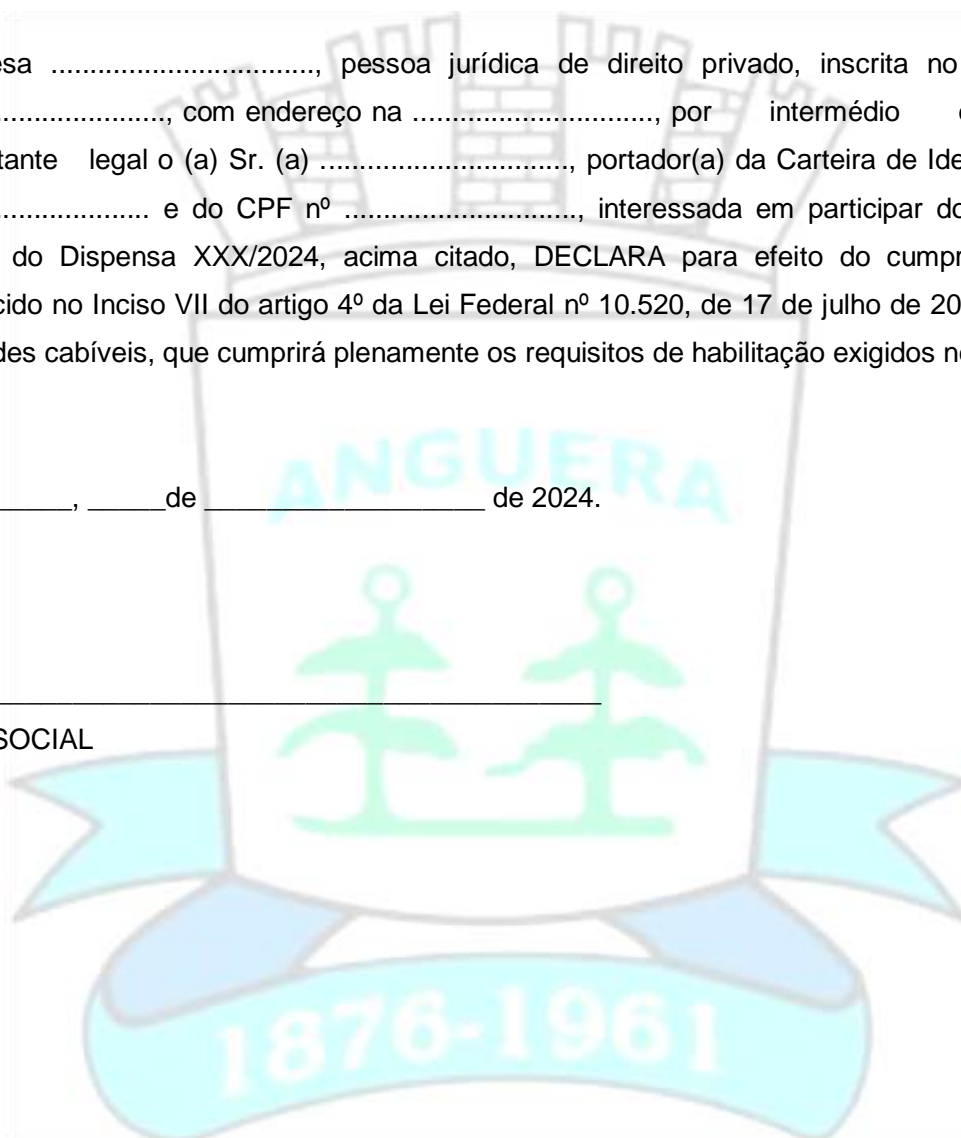 esa ................................., pessoa jurídica de direito privado, inscrita no
....................., com endereço na ..............................., por intermédio
tante legal o (a) Sr. (a) ................................, portador(a) da Carteira de Ide
.................... e do CPF nº .............................., interessada em participar do
do Dispensa XXX/2024, acima citado, DECLARA para efeito do cumpr
cido no Inciso VII do artigo 4º da Lei Federal nº 10.520, de 17 de julho de 20
des cabíveis, que cumprirá plenamente os requisitos de habilitação exigidos n
_____, _____de __________________ de 2024.
_______________________________________
SOCIAL
ANGUERA
1876-1961